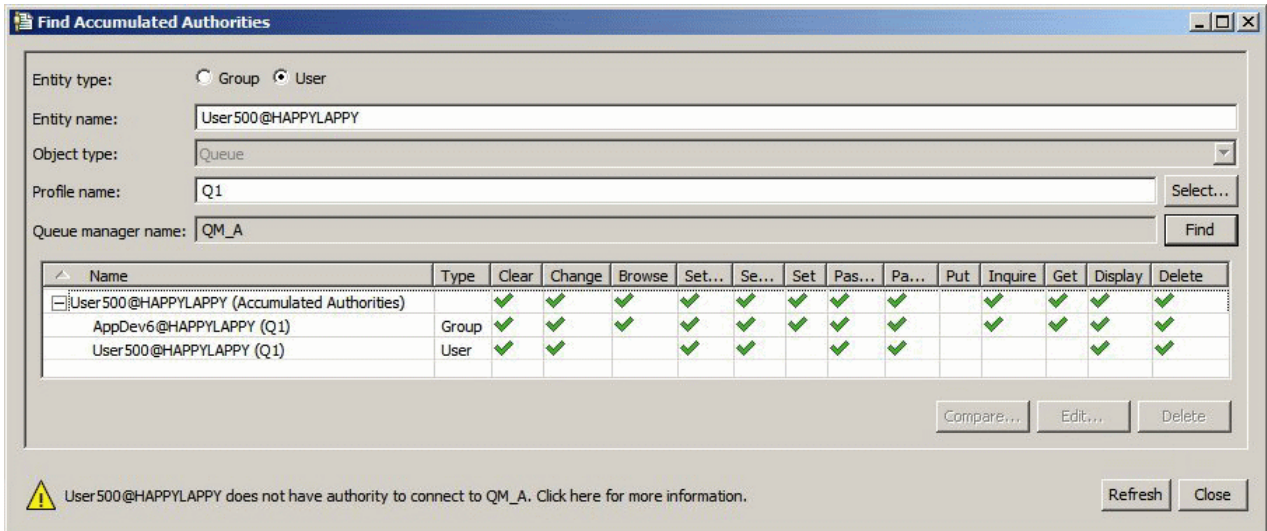 Find Accumulated Authorities
Entity type: Group User
Entity name: User500@HAPPYLAPPY
Object type: Queue
Profile name: Q1 Select...
Queue manager name: QM_A Find
Name Type Clear Change Browse Set... Se... Set Pas... Pa... Put Inquire Get Display Delete
User500@HAPPYLAPPY (Accumulated Authorities)
AppDev6@HAPPYLAPPY (Q1) Group
User500@HAPPYLAPPY (Q1) User
Compare... Edit... Delete
User500@HAPPYLAPPY does not have authority to connect to QM_A. Click here for more information. Refresh Close